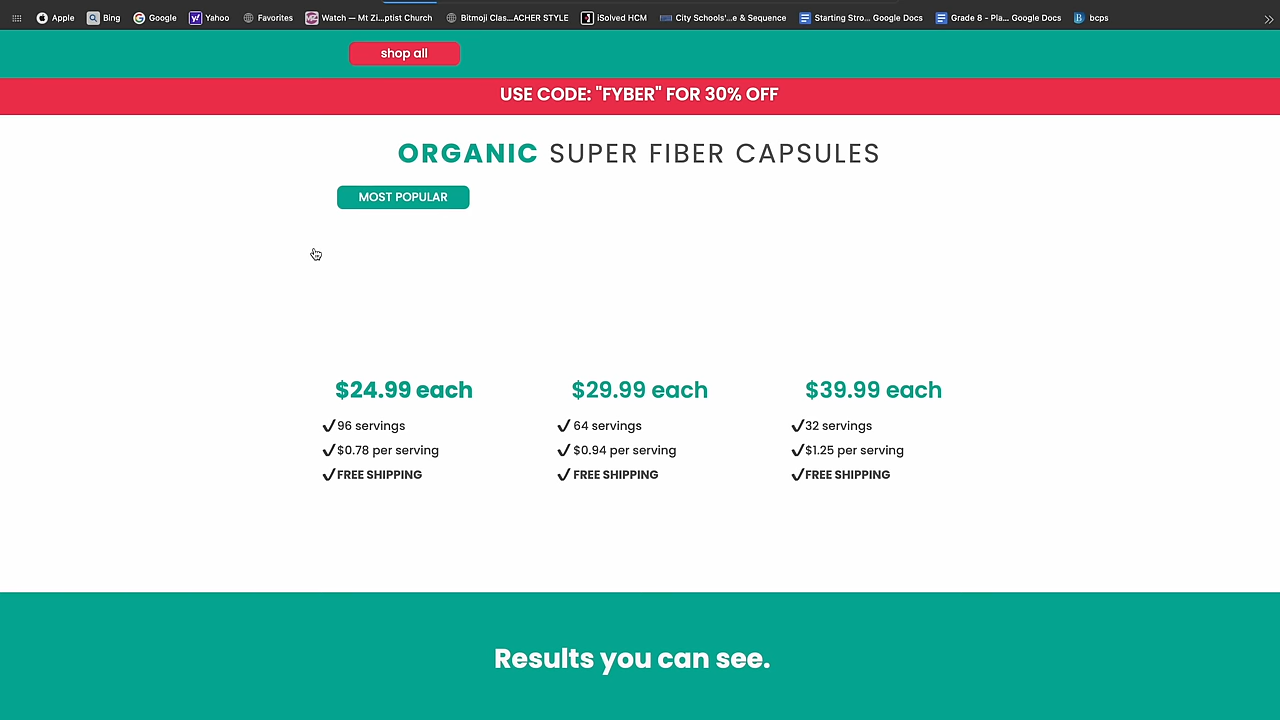 Apple Bing Google Yahoo Favorites Watch — Mt Zi...ptist Church Bitmoji Clas...ACHER STYLE iSolved HCM City Schools'...e & Sequence Starting Stro... Google Docs Grade 8 - Pla... Google Docs bcps
shop all
USE CODE: "FYBER" FOR 30% OFF
ORGANIC SUPER FIBER CAPSULES
MOST POPULAR
$24.99 each $29.99 each $39.99 each
✓96 servings ✓64 servings ✓32 servings
✓$0.78 per serving ✓$0.94 per serving ✓$1.25 per serving
✓FREE SHIPPING ✓FREE SHIPPING ✓FREE SHIPPING
Results you can see.